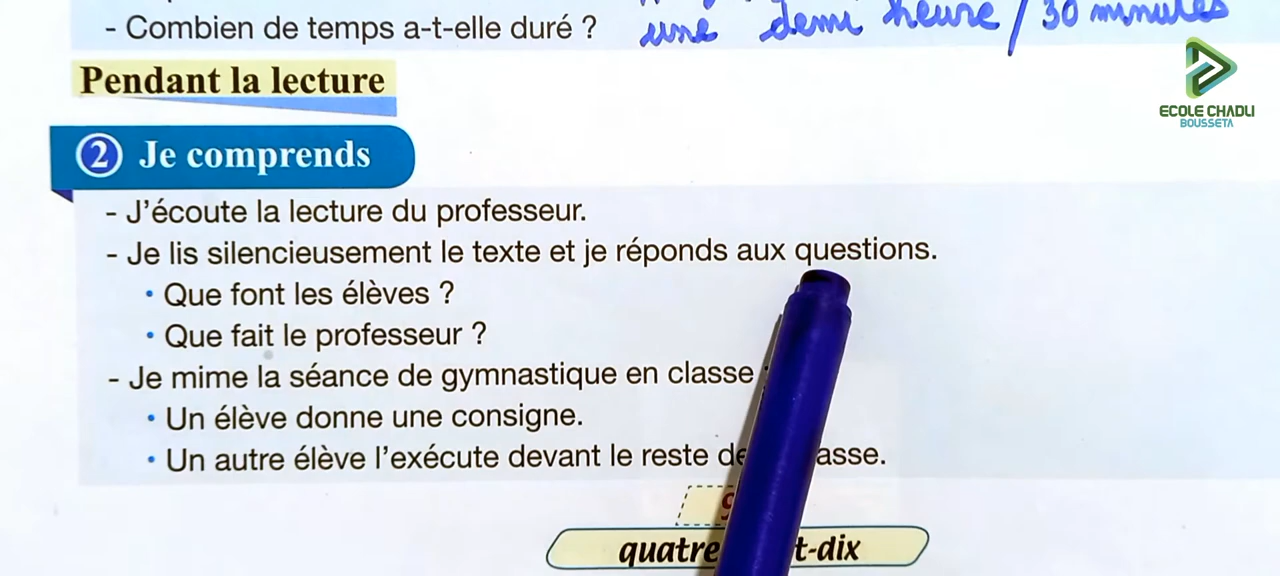 - Combien de temps a-t-elle duré ? une demi heure / 30 minutes
Pendant la lecture
ECOLE CHADLI
BOUSSETA
2 Je comprends
- J'écoute la lecture du professeur.
- Je lis silencieusement le texte et je réponds aux questions.
• Que font les élèves ?
• Que fait le professeur ?
- Je mime la séance de gymnastique en classe
• Un élève donne une consigne.
• Un autre élève l'exécute devant le reste de asse.
9
quatre t-dix